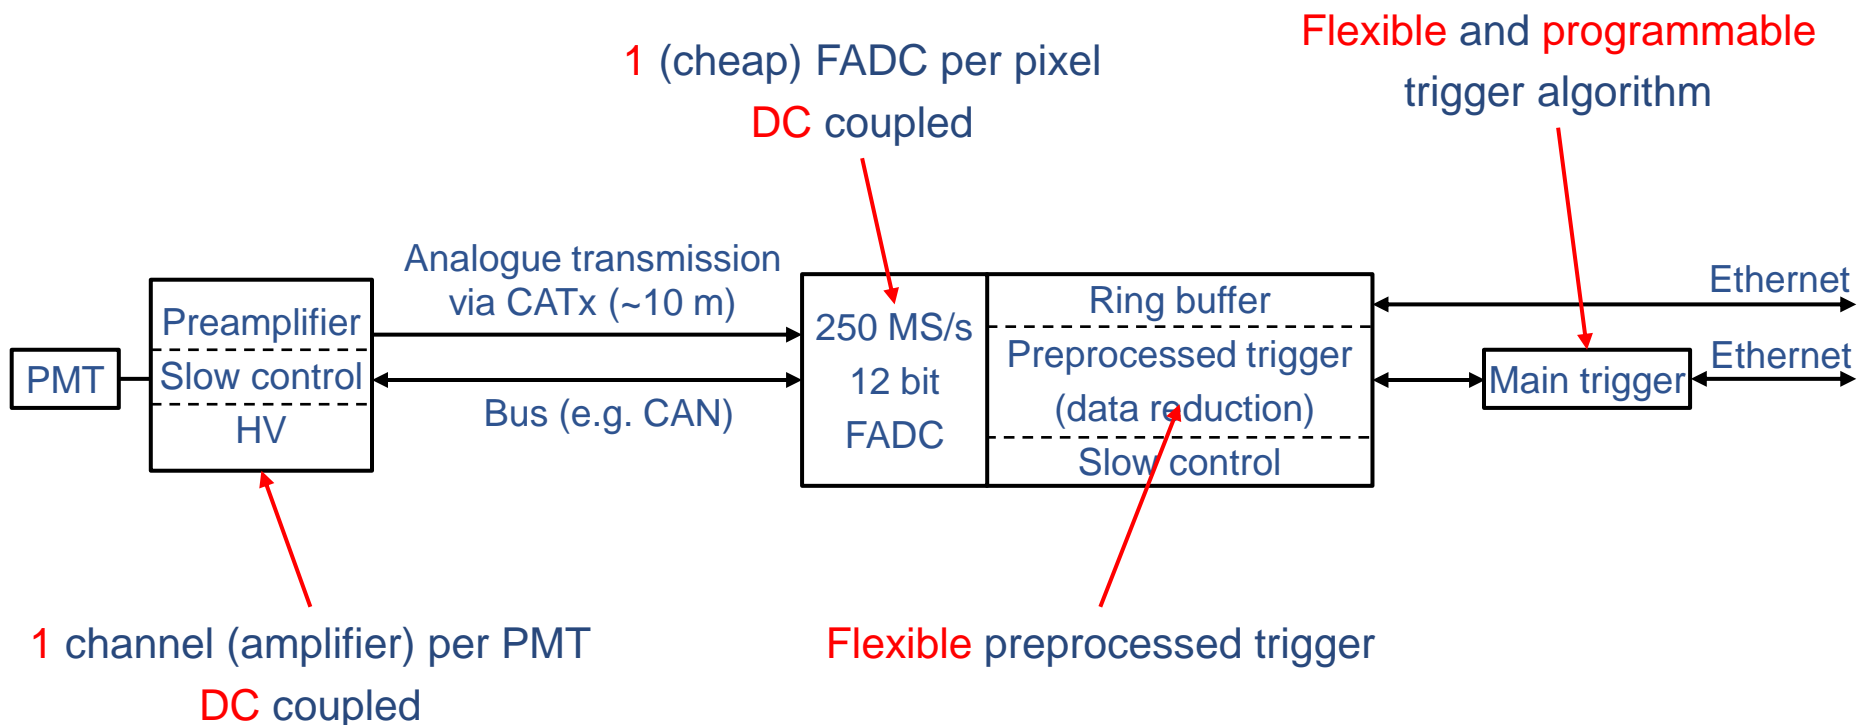 Flexible and programmable
trigger algorithm
1 (cheap) FADC per pixel
DC coupled
Analogue transmission
via CATx (~10 m)
Bus (e.g. CAN)
PMT
Preamplifier
Slow control
HV
250 MS/s
12 bit
FADC
Ring buffer
Preprocessed trigger
(data reduction)
Slow control
Ethernet
Main trigger
Ethernet
1 channel (amplifier) per PMT
DC coupled
Flexible preprocessed trigger